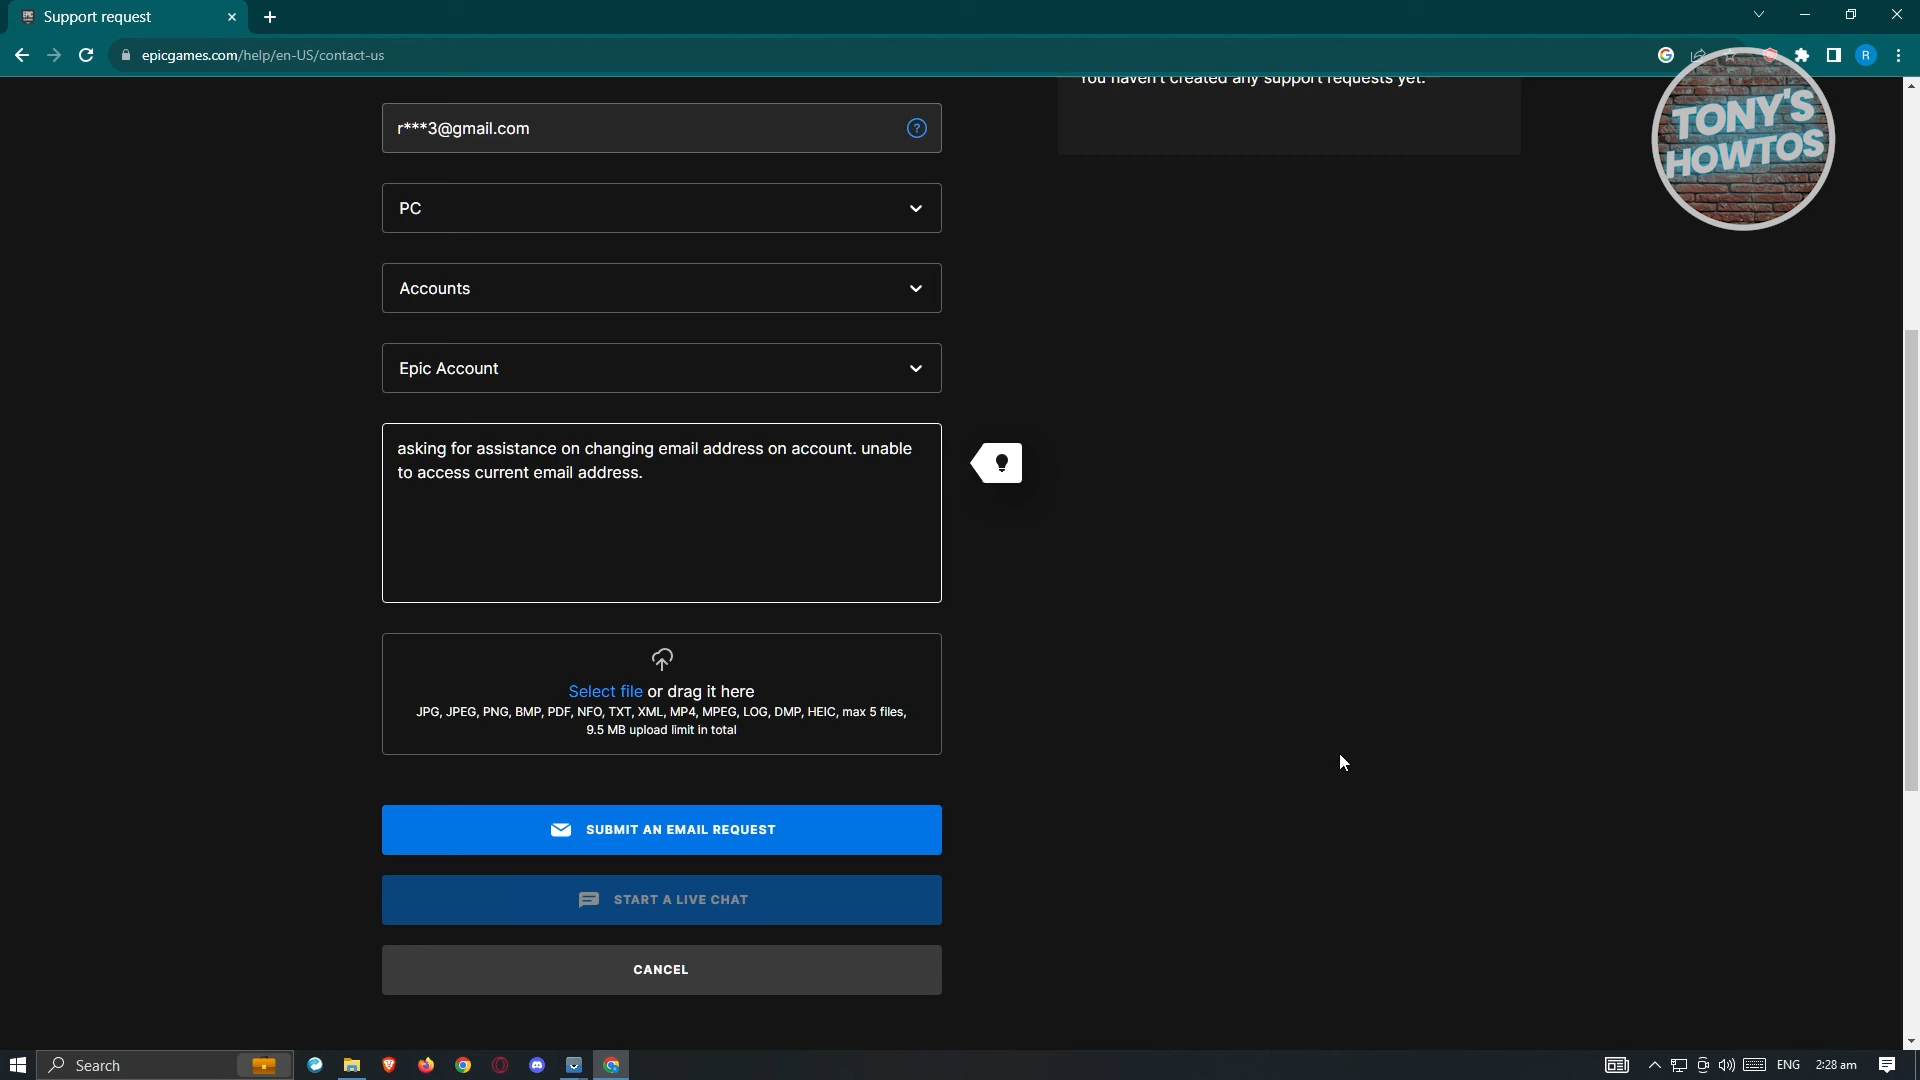 Support request
epicgames.com/help/en-US/contact-us
R
You haven't created any support requests yet.
TONY'S
HOWTOS
r***3@gmail.com
?
PC
Accounts
Epic Account
asking for assistance on changing email address on account. unable
to access current email address.
Select file or drag it here
JPG, JPEG, PNG, BMP, PDF, NFO, TXT, XML, MP4, MPEG, LOG, DMP, HEIC, max 5 files,
9.5 MB upload limit in total
SUBMIT AN EMAIL REQUEST
START A LIVE CHAT
CANCEL
Search
ENG
2:28 am